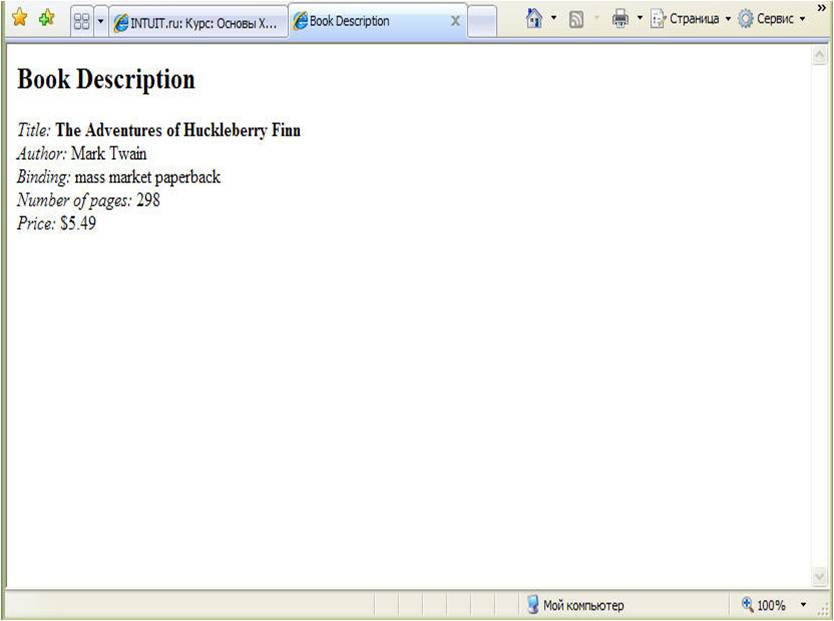 INTUIT.ru: Курс: Основы X...
Book Description
Страница
Сервис
Book Description
Title: The Adventures of Huckleberry Finn
Author: Mark Twain
Binding: mass market paperback
Number of pages: 298
Price: $5.49
Мой компьютер
100%